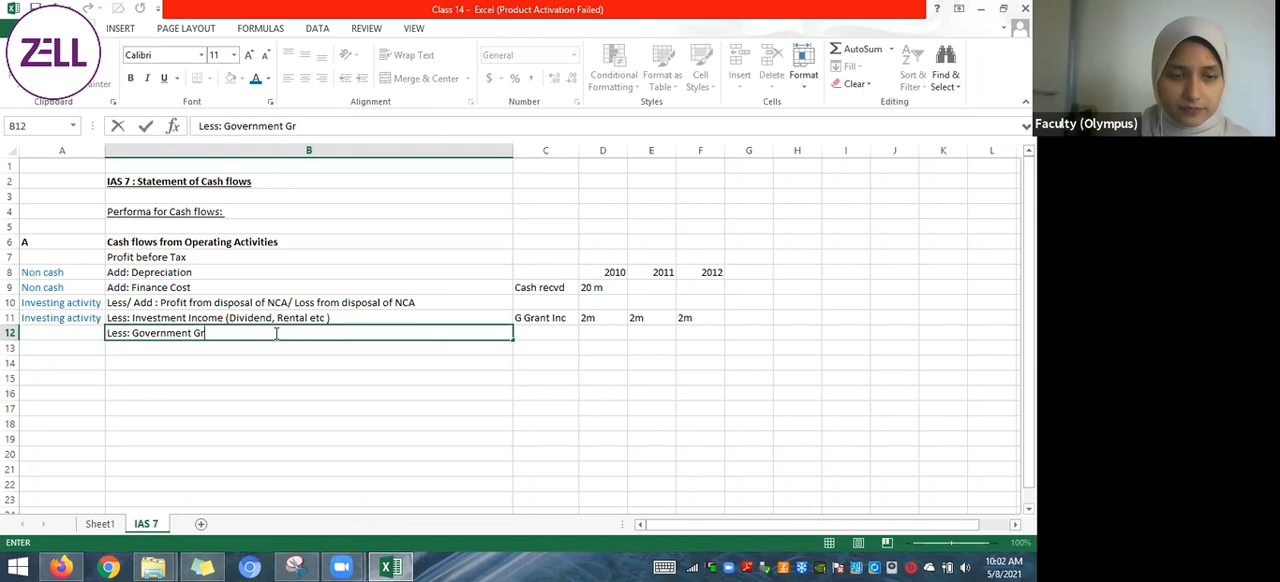 Class 14 - Excel (Product Activation Failed)
ZELL
INSERT PAGE LAYOUT FORMULAS DATA REVIEW VIEW
Calibri 11 Wrap Text General AutoSum
Fill
B I U Merge & Center $ % Clear
Conditional Formatting Format as Table Cell Styles Insert Delete Format Sort & Filter Find & Select
Painter
Clipboard Font Alignment Number Styles Cells Editing
Faculty (Olympus)
B12 fx Less: Government Gr
A B C D E F G H I J K L
1
2 IAS 7 : Statement of Cash flows
3
4 Performa for Cash flows:
5
6 A Cash flows from Operating Activities
7 Profit before Tax
8 Non cash Add: Depreciation 2010 2011 2012
9 Non cash Add: Finance Cost Cash recvd 20 m
10 Investing activity Less/ Add : Profit from disposal of NCA/ Loss from disposal of NCA
11 Investing activity Less: Investment Income (Dividend, Rental etc ) G Grant Inc 2m 2m 2m
12 Less: Government Gr
13
14
15
16
17
18
19
20
21
22
23
Sheet1 IAS 7
ENTER 100%
10:02 AM
5/8/2021